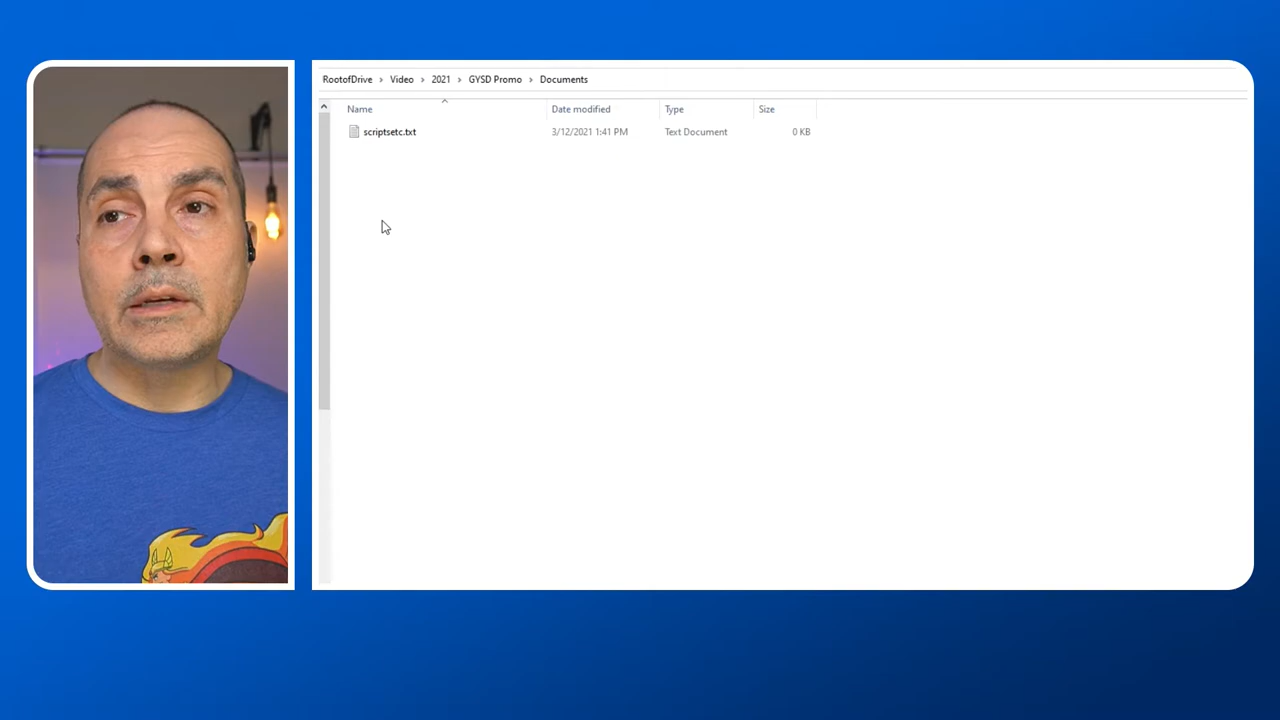 RootofDrive › Video › 2021 › GYSD Promo › Documents
Name Date modified Type Size
scriptsetc.txt 3/12/2021 1:41 PM Text Document 0 KB